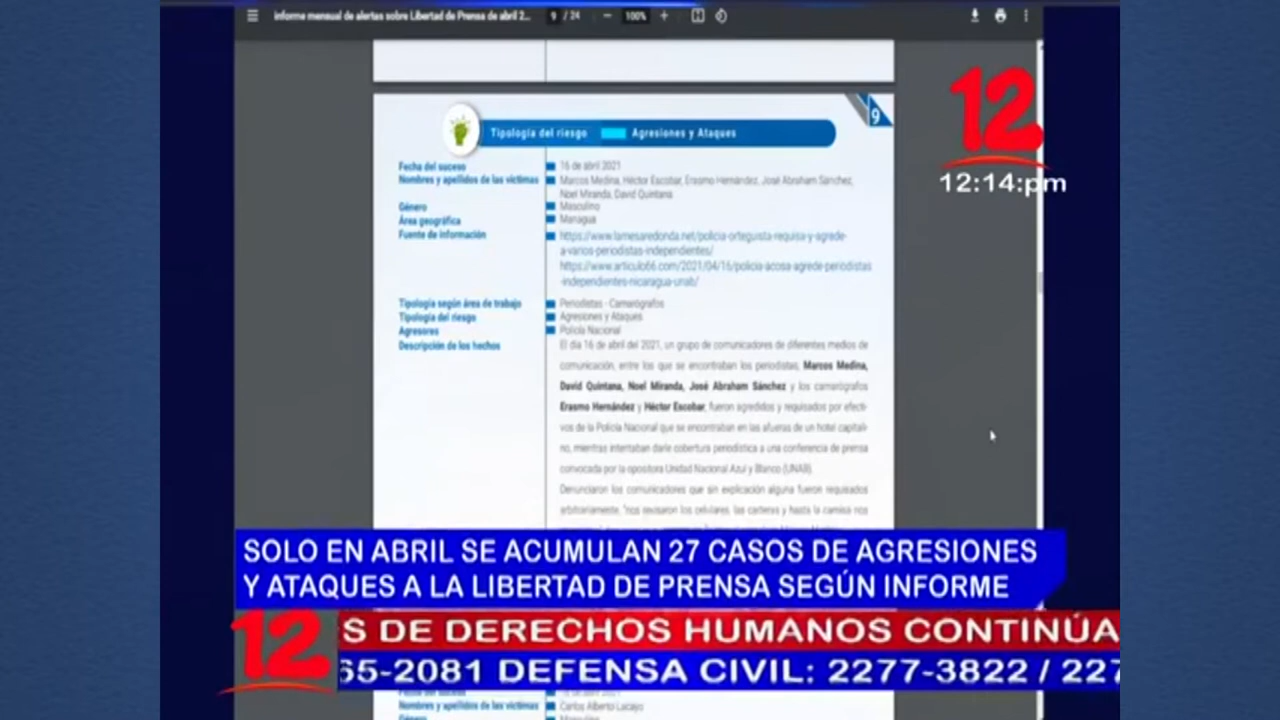 informe mensual de alertas sobre Libertad de Prensa de abril 2...
9 / 24
100%
12
12:14:pm
9
Tipología del riesgo Agresiones y Ataques
Fecha del suceso 16 de abril 2021
Nombres y apellidos de las víctimas Marcos Medina, Héctor Escobar, Erasmo Hernández, José Abraham Sánchez,
Noel Miranda, David Quintana
Género Masculino
Área geográfica Managua
Fuente de información https://www.lamesaredonda.net/policia-orteguista-requisa-y-agrede-
a-varios-periodistas-independientes/
https://www.articulo66.com/2021/04/16/policia-acosa-agrede-periodistas
-independientes-nicaragua-unab/
Tipología según área de trabajo Periodistas - Camarógrafos
Tipología del riesgo Agresiones y Ataques
Agresores Policía Nacional
Descripción de los hechos El día 16 de abril del 2021, un grupo de comunicadores de diferentes medios de
comunicación, entre los que se encontraban los periodistas, Marcos Medina,
David Quintana, Noel Miranda, José Abraham Sánchez y los camarógrafos
Erasmo Hernández y Héctor Escobar, fueron agredidos y requisados por efecti-
vos de la Policía Nacional que se encontraban en las afueras de un hotel capitali-
no, mientras intentaban darle cobertura periodística a una conferencia de prensa
convocada por la opositora Unidad Nacional Azul y Blanco (UNAB).
Denunciaron los comunicadores que sin explicación alguna fueron requisados
arbitrariamente, "nos revisaron los celulares, las carteras y hasta la camisa nos
SOLO EN ABRIL SE ACUMULAN 27 CASOS DE AGRESIONES
Y ATAQUES A LA LIBERTAD DE PRENSA SEGÚN INFORME
12
S DE DERECHOS HUMANOS CONTINÚA
65-2081 DEFENSA CIVIL: 2277-3822 / 227
Nombres y apellidos de las víctimas Carlos Alberto Lacayo